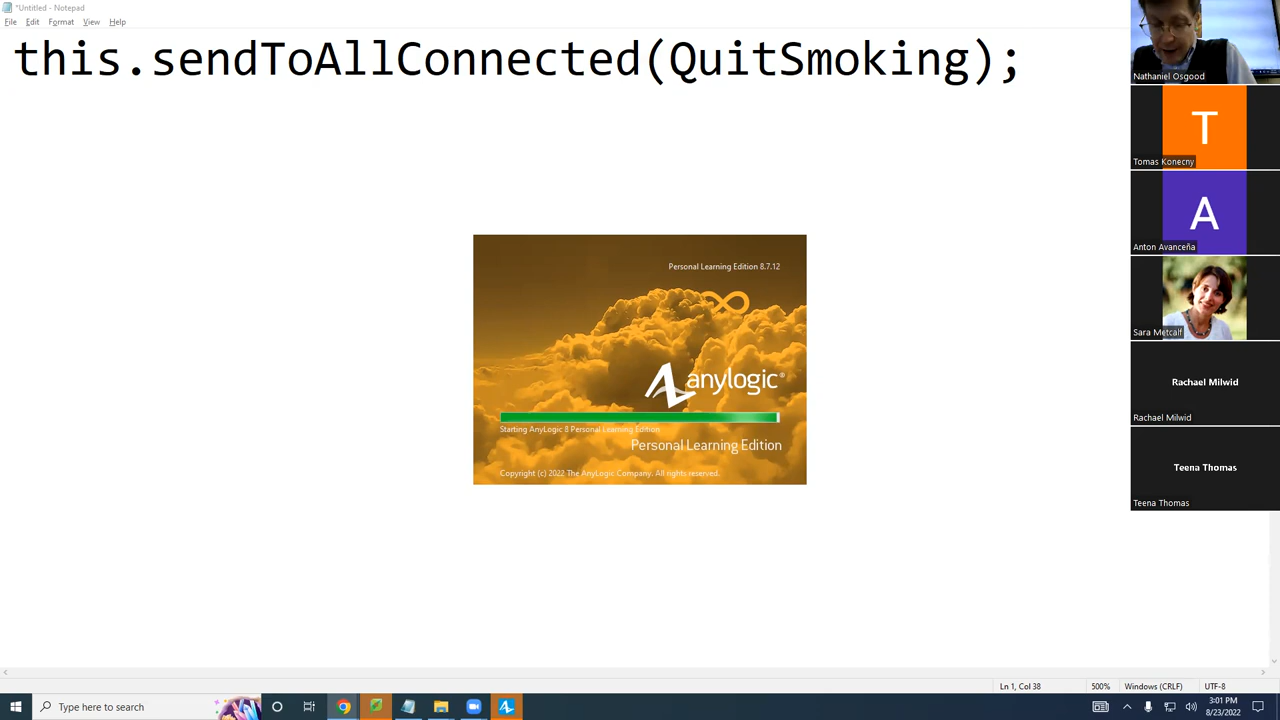 *Untitled - Notepad
File Edit Format View Help
this.sendToAllConnected(QuitSmoking);
Personal Learning Edition 8.7.12
anylogic®
Starting AnyLogic 8 Personal Learning Edition
Personal Learning Edition
Copyright (c) 2022 The AnyLogic Company. All rights reserved.
Nathaniel Osgood
T
Tomas Konecny
A
Anton Avanceña
Sara Metcalf
Rachael Milwid
Rachael Milwid
Teena Thomas
Teena Thomas
Ln 1, Col 38 500% Windows (CRLF) UTF-8
Type here to search
3:01 PM
8/23/2022